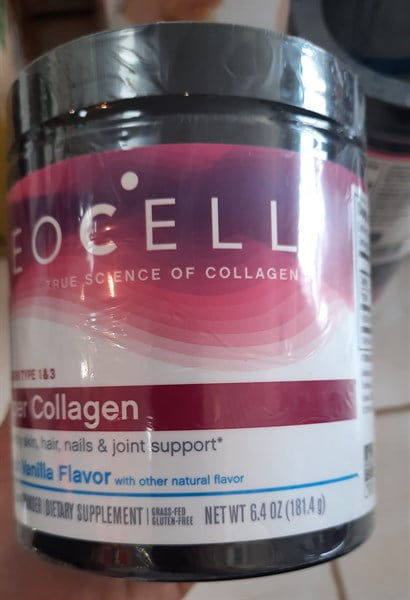 EOCELL
TRUE SCIENCE OF COLLAGEN
TYPE 1&3
er Collagen
skin, hair, nails & joint support*
Vanilla Flavor with other natural flavor
POWDER | DIETARY SUPPLEMENT | GRASS-FED GLUTEN-FREE NET WT 6.4 OZ (181.4 g)